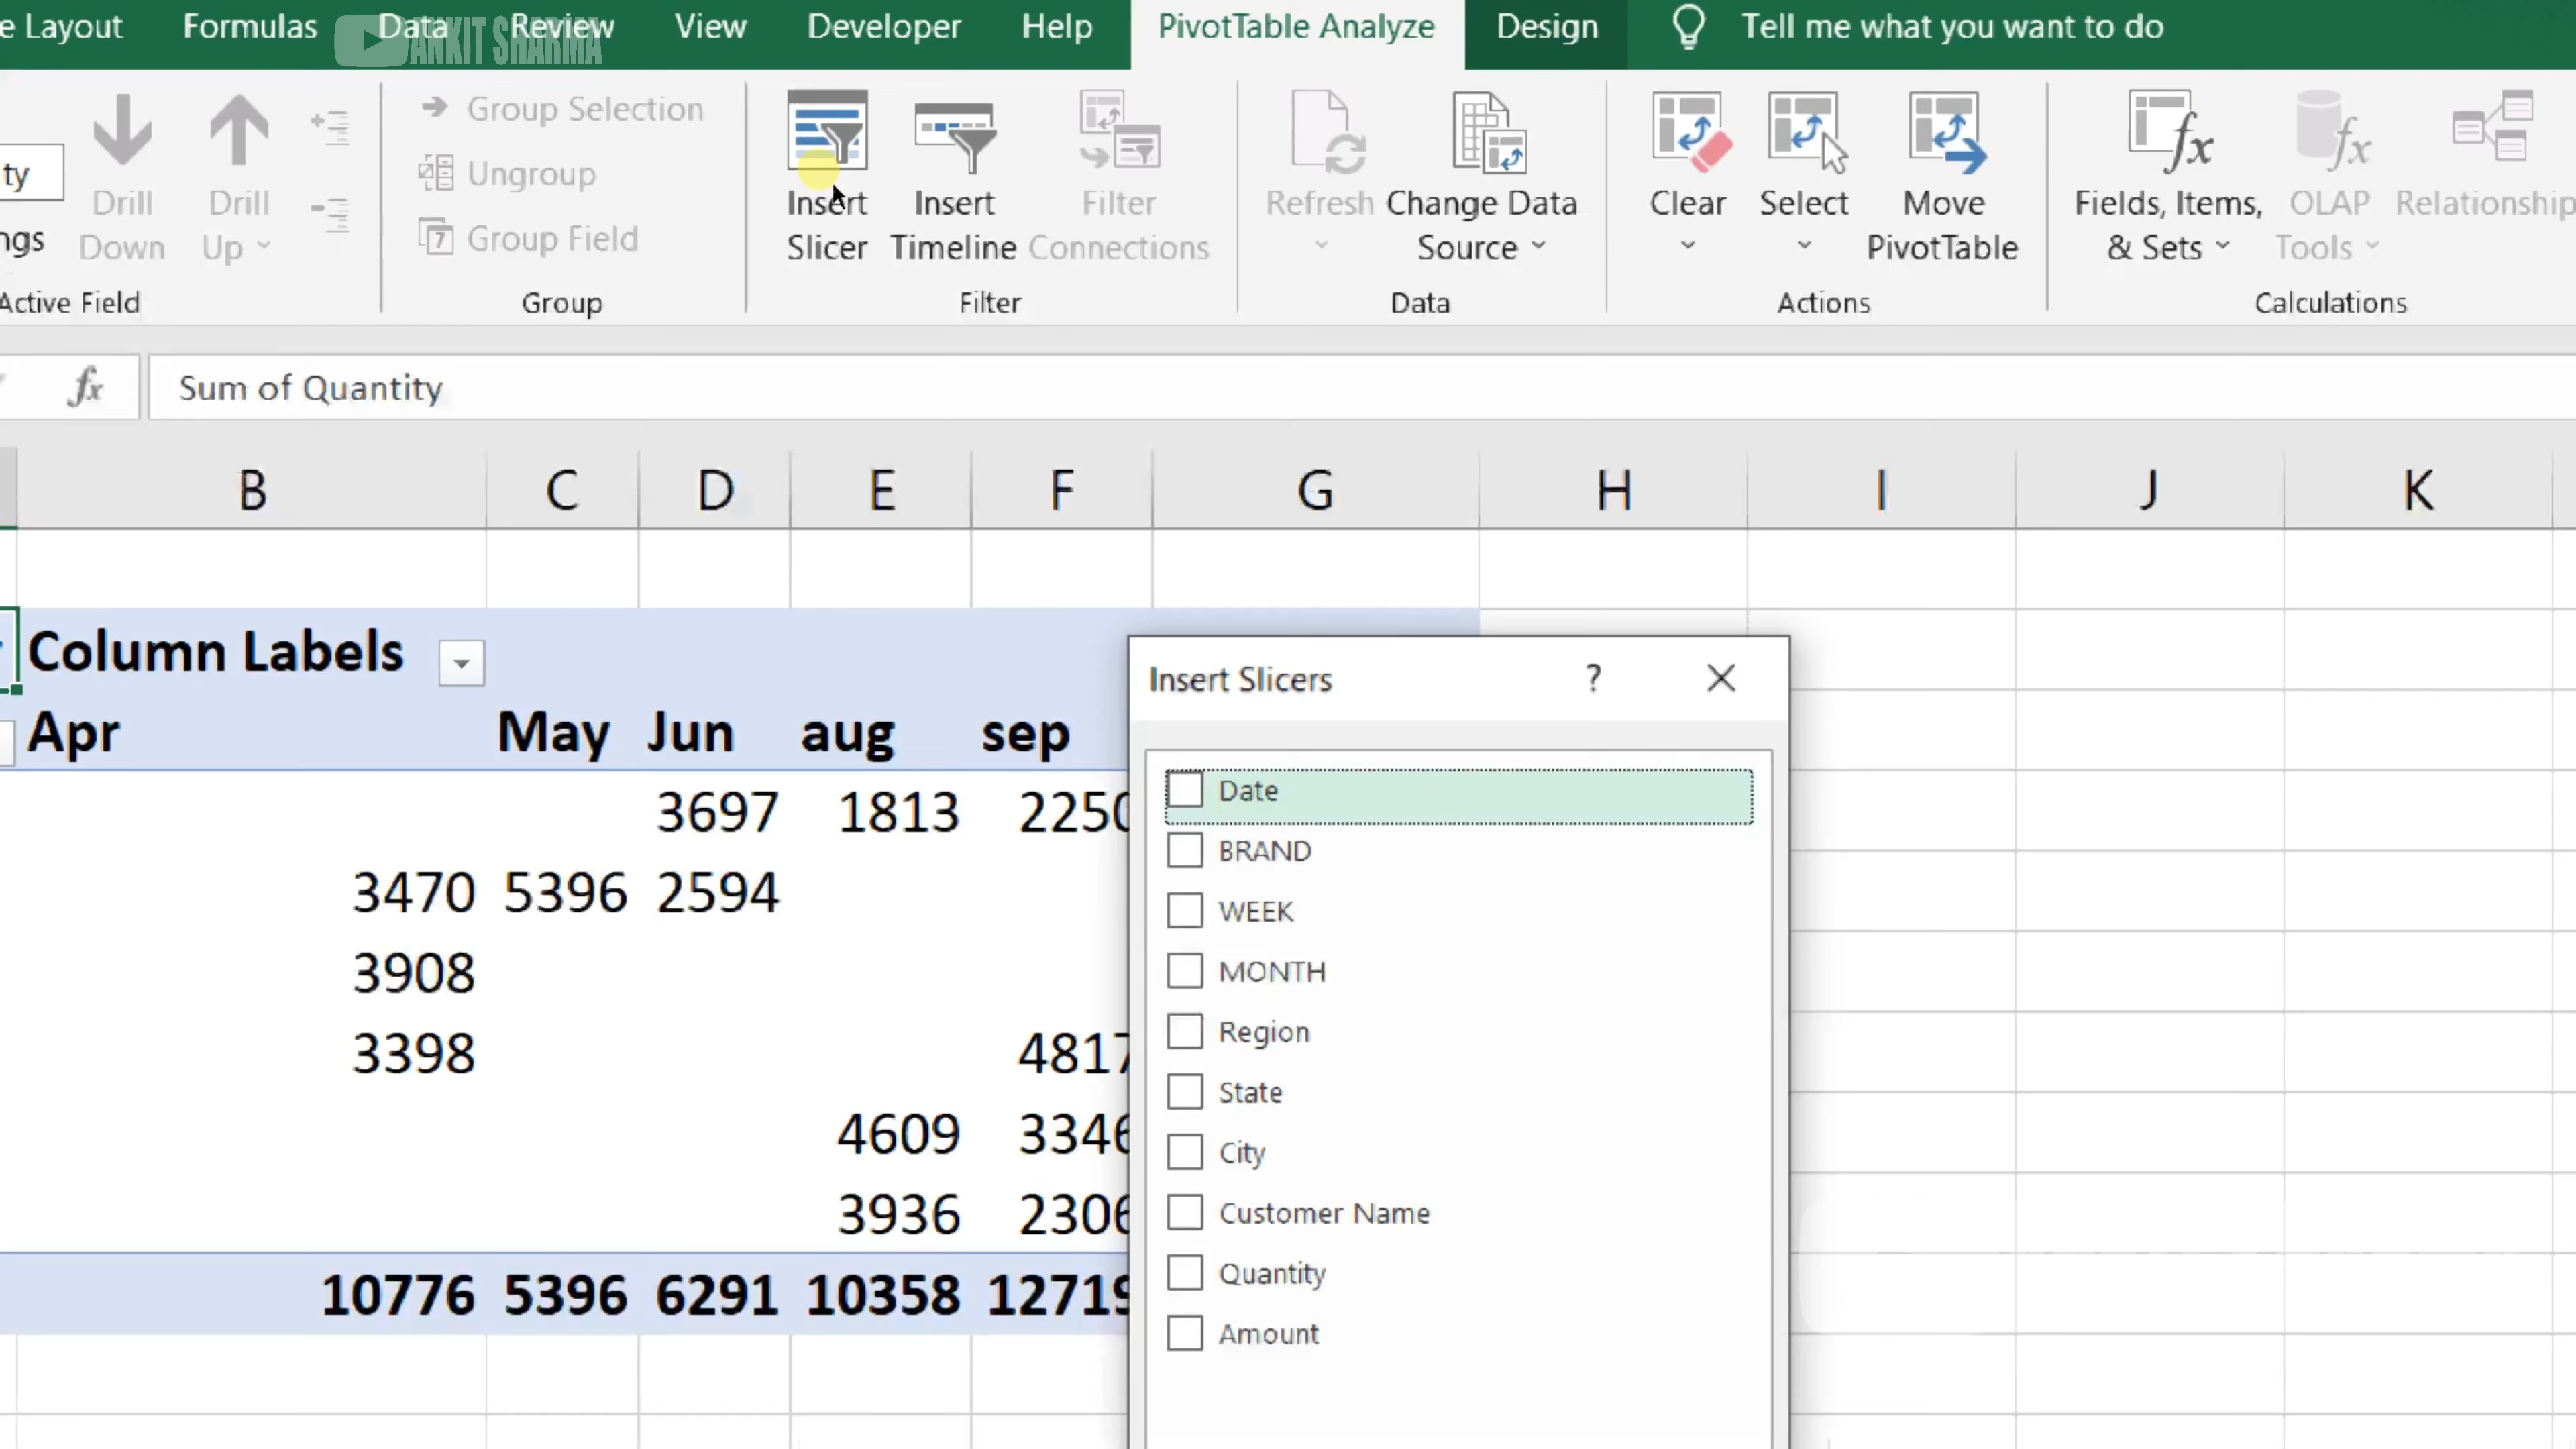 e Layout Formulas Data Review View Developer Help PivotTable Analyze Design Tell me what you want to do
ANKIT SHARMA
ty
ngs
Drill Down
Drill Up
Active Field
Group Selection
Ungroup
Group Field
Group
Insert Slicer
Insert Timeline
Filter Connections
Filter
Refresh
Change Data Source
Data
Clear
Select
Move PivotTable
Actions
Fields, Items, & Sets
OLAP Tools
Relationship
Calculations
fx Sum of Quantity
B C D E F G H I J K
Column Labels
Apr May Jun aug sep
3697 1813 2250
3470 5396 2594
3908
3398 4817
4609 3346
3936 2306
10776 5396 6291 10358 12719
Insert Slicers ?
Date
BRAND
WEEK
MONTH
Region
State
City
Customer Name
Quantity
Amount